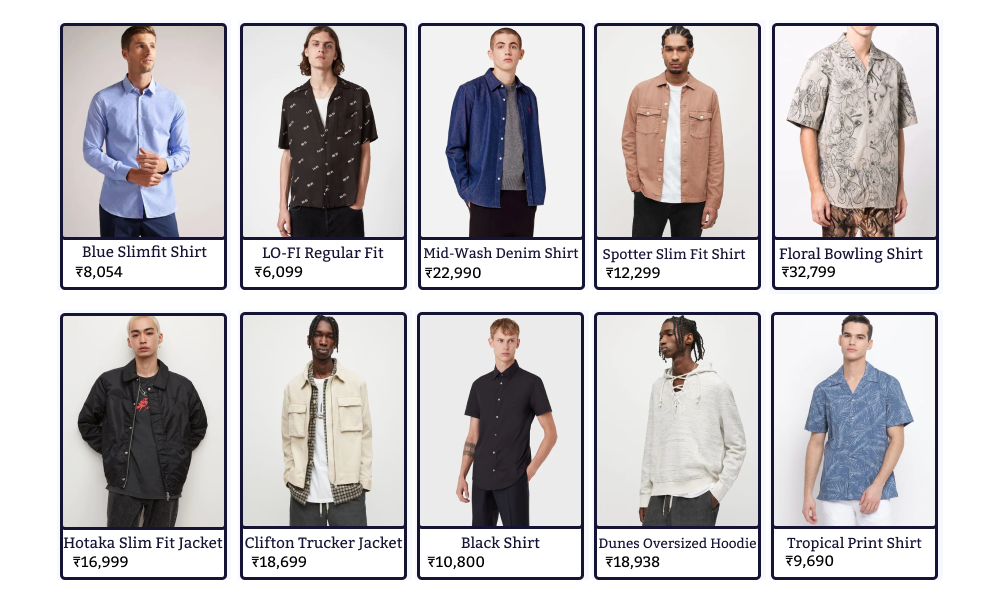 Blue Slimfit Shirt
₹8,054
LO-FI Regular Fit
₹6,099
Mid-Wash Denim Shirt
₹22,990
Spotter Slim Fit Shirt
₹12,299
Floral Bowling Shirt
₹32,799
Hotaka Slim Fit Jacket
₹16,999
Clifton Trucker Jacket
₹18,699
Black Shirt
₹10,800
Dunes Oversized Hoodie
₹18,938
Tropical Print Shirt
₹9,690